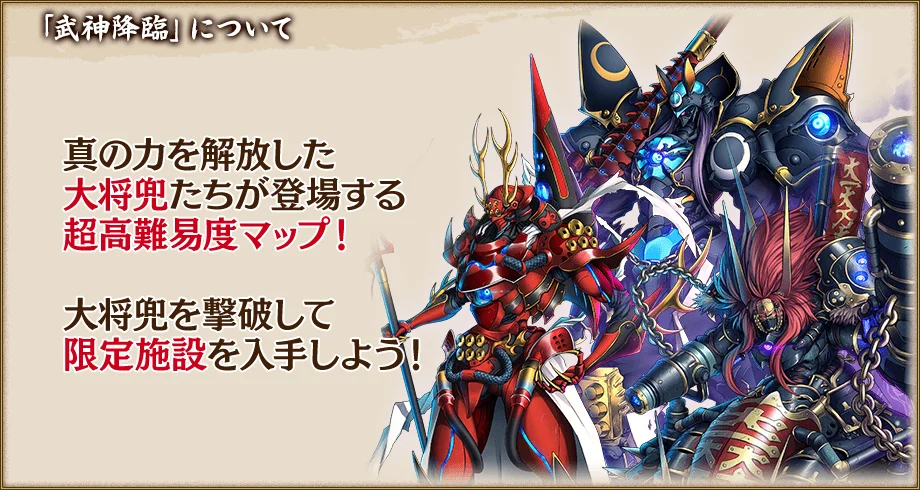 「武神降臨」について
真の力を解放した
大将兜たちが登場する
超高難易度マップ！
大将兜を撃破して
限定施設を入手しよう！